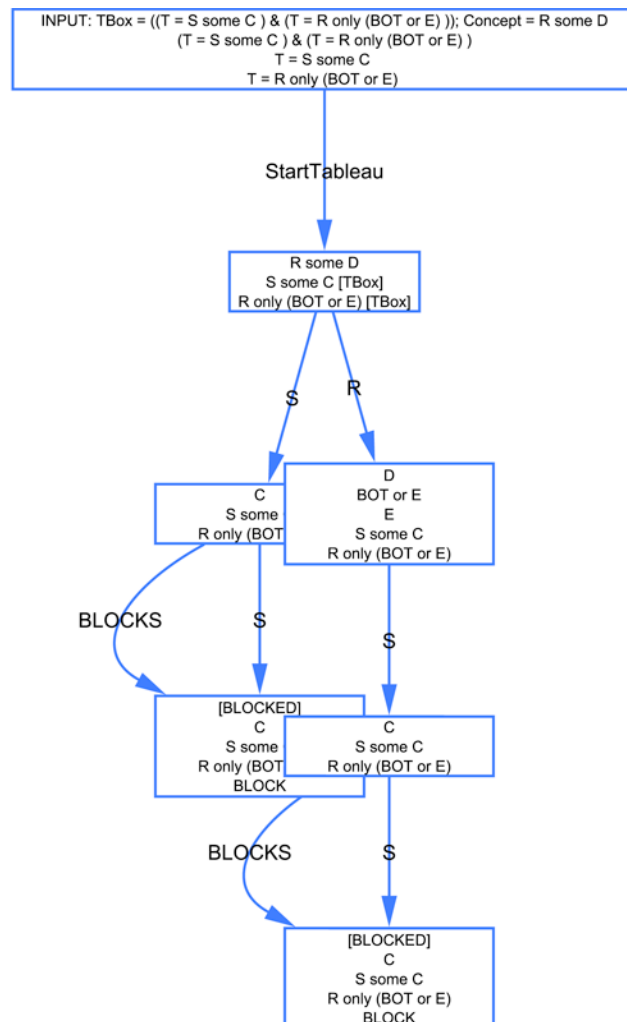 INPUT: TBox = ((T = S some C ) & (T = R only (BOT or E) )); Concept = R some D
(T = S some C ) & (T = R only (BOT or E) )
T = S some C
T = R only (BOT or E)
StartTableau
R some D
S some C [TBox]
R only (BOT or E) [TBox]
S
R
C
S some
R only (BOT
D
BOT or E
E
S some C
R only (BOT or E)
BLOCKS
S
S
[BLOCKED]
C
S some
R only (BOT
BLOCK
C
S some C
R only (BOT or E)
BLOCKS
S
[BLOCKED]
C
S some C
R only (BOT or E)
BLOCK